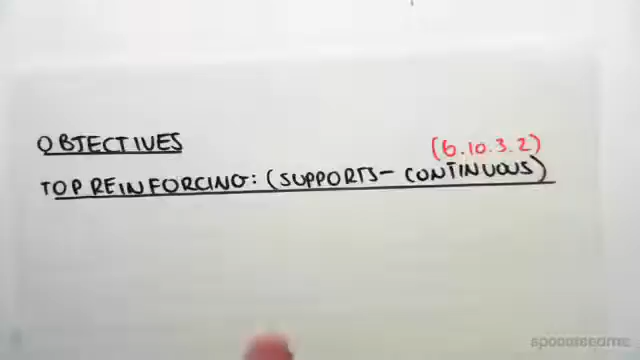 OBJECTIVES
(6.10.3.2)
TOP REINFORCING: (SUPPORTS- CONTINUOUS)